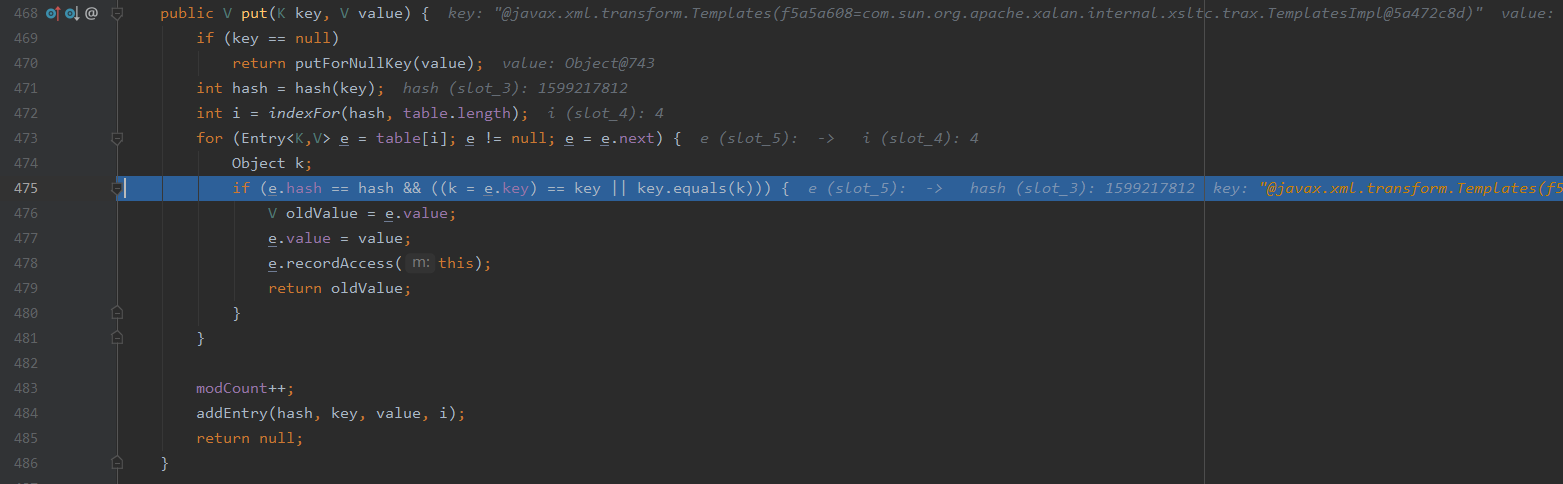 468 @ public V put(K key, V value) { key: "@javax.xml.transform.Templates(f5a5a608=com.sun.org.apache.xalan.internal.xsltc.trax.TemplatesImpl@5a472c8d)" value:
469 if (key == null)
470 return putForNullKey(value); value: Object@743
471 int hash = hash(key); hash (slot_3): 1599217812
472 int i = indexFor(hash, table.length); i (slot_4): 4
473 for (Entry<K,V> e = table[i]; e != null; e = e.next) { e (slot_5): -> i (slot_4): 4
474 Object k;
475 if (e.hash == hash && ((k = e.key) == key || key.equals(k))) { e (slot_5): -> hash (slot_3): 1599217812 key: "@javax.xml.transform.Templates(f5
476 V oldValue = e.value;
477 e.value = value;
478 e.recordAccess( m: this);
479 return oldValue;
480 }
481 }
482
483 modCount++;
484 addEntry(hash, key, value, i);
485 return null;
486 }